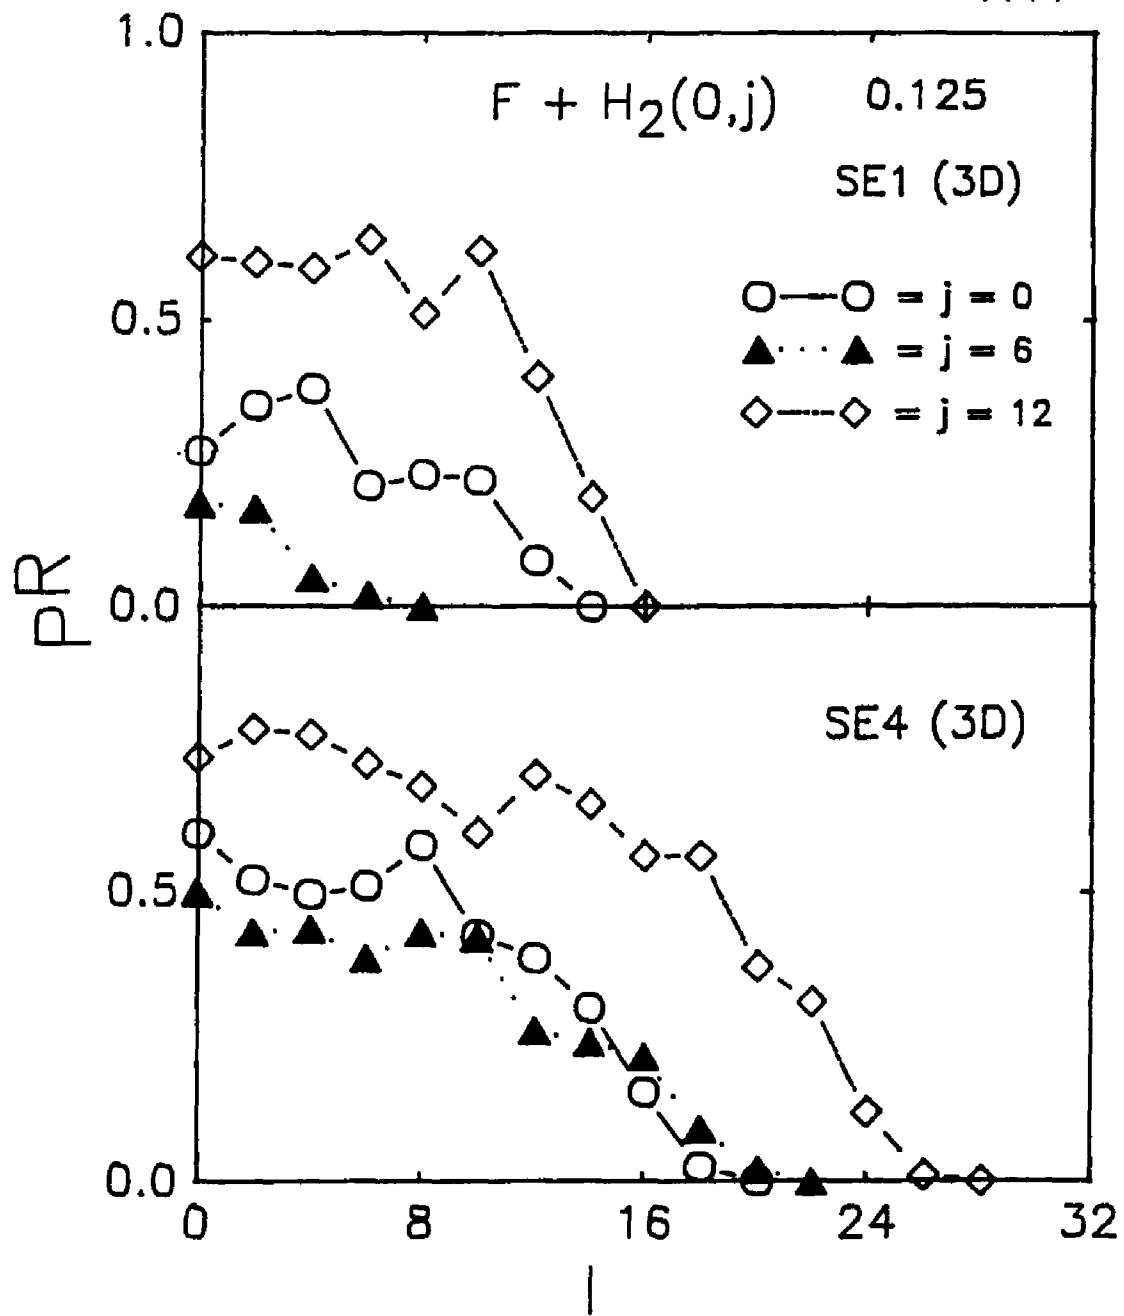 1.0
F + H2(0,j) 0.125
SE1 (3D)
0.5
= j = 0
= j = 6
= j = 12
PR
0.0
SE4 (3D)
0.5
0.0
0 8 16 24 32
l